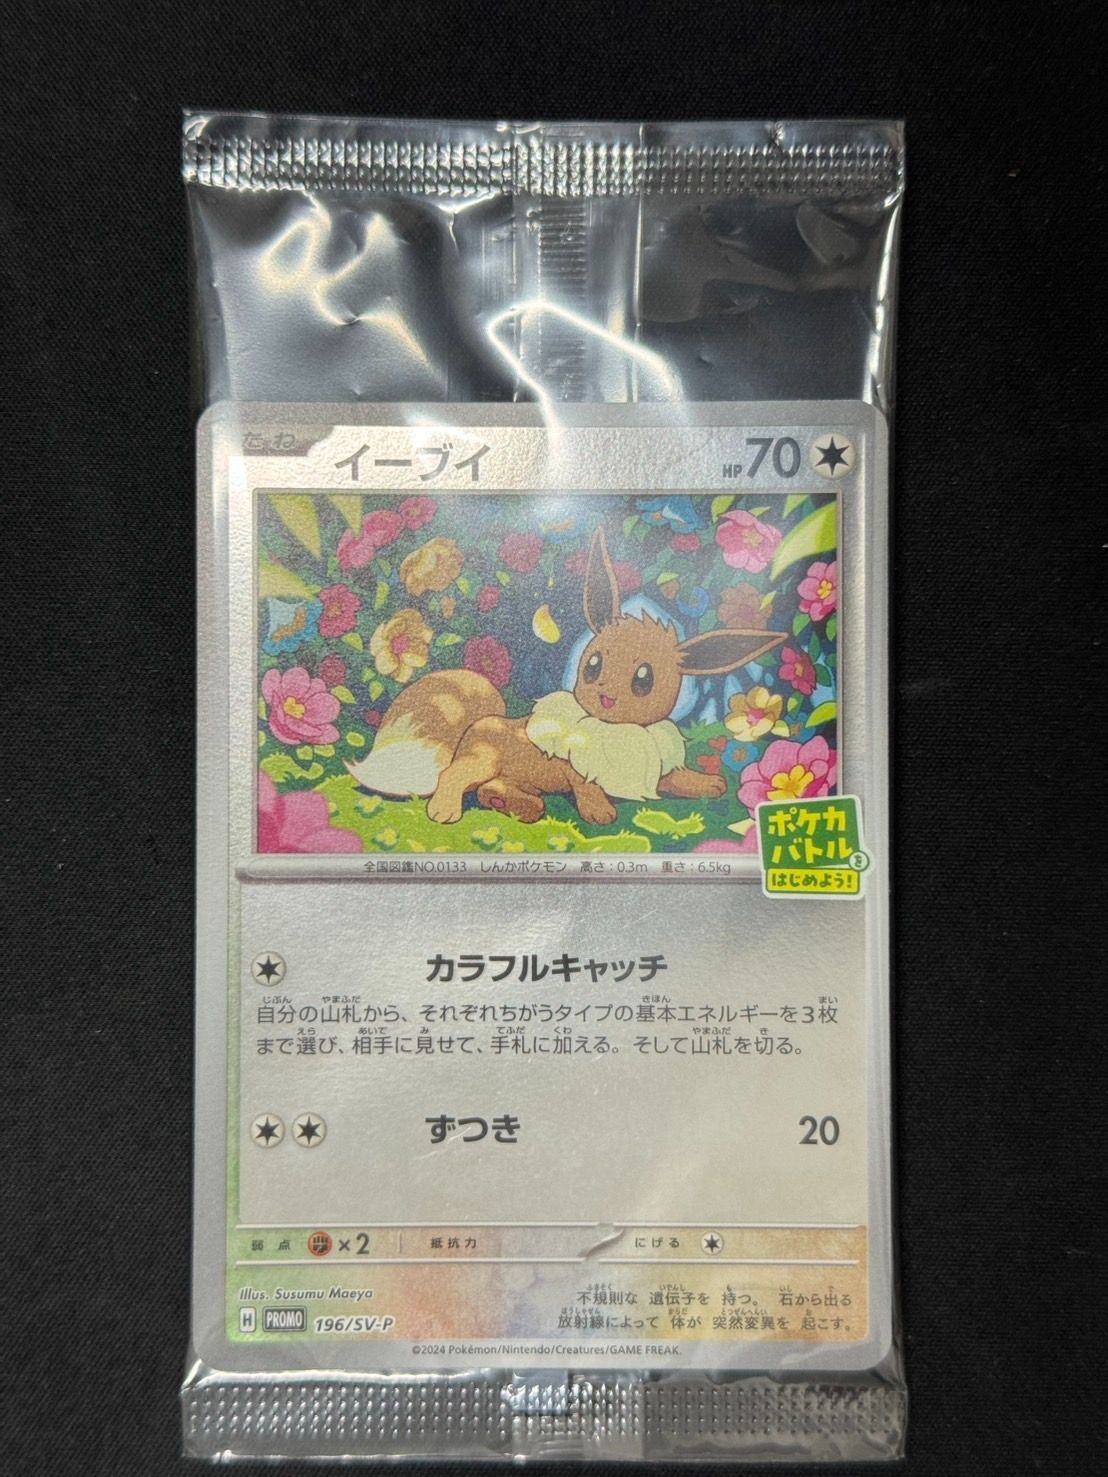 たね イーブイ HP70
ポケカ
バトルを
はじめよう!
全国図鑑NO.0133 しんかポケモン 高さ:0.3m 重さ:6.5kg
カラフルキャッチ
自分の山札から、それぞれちがうタイプの基本エネルギーを3枚
まで選び、相手に見せて、手札に加える。そして山札を切る。
ずつき 20
弱点 ×2 抵抗力 にげる
Illus. Susumu Maeya
不規則な 遺伝子を 持つ。 石から出る
放射線によって 体が 突然変異を 起こす。
H PROMO 196/SV-P
©2024 Pokémon/Nintendo/Creatures/GAME FREAK.